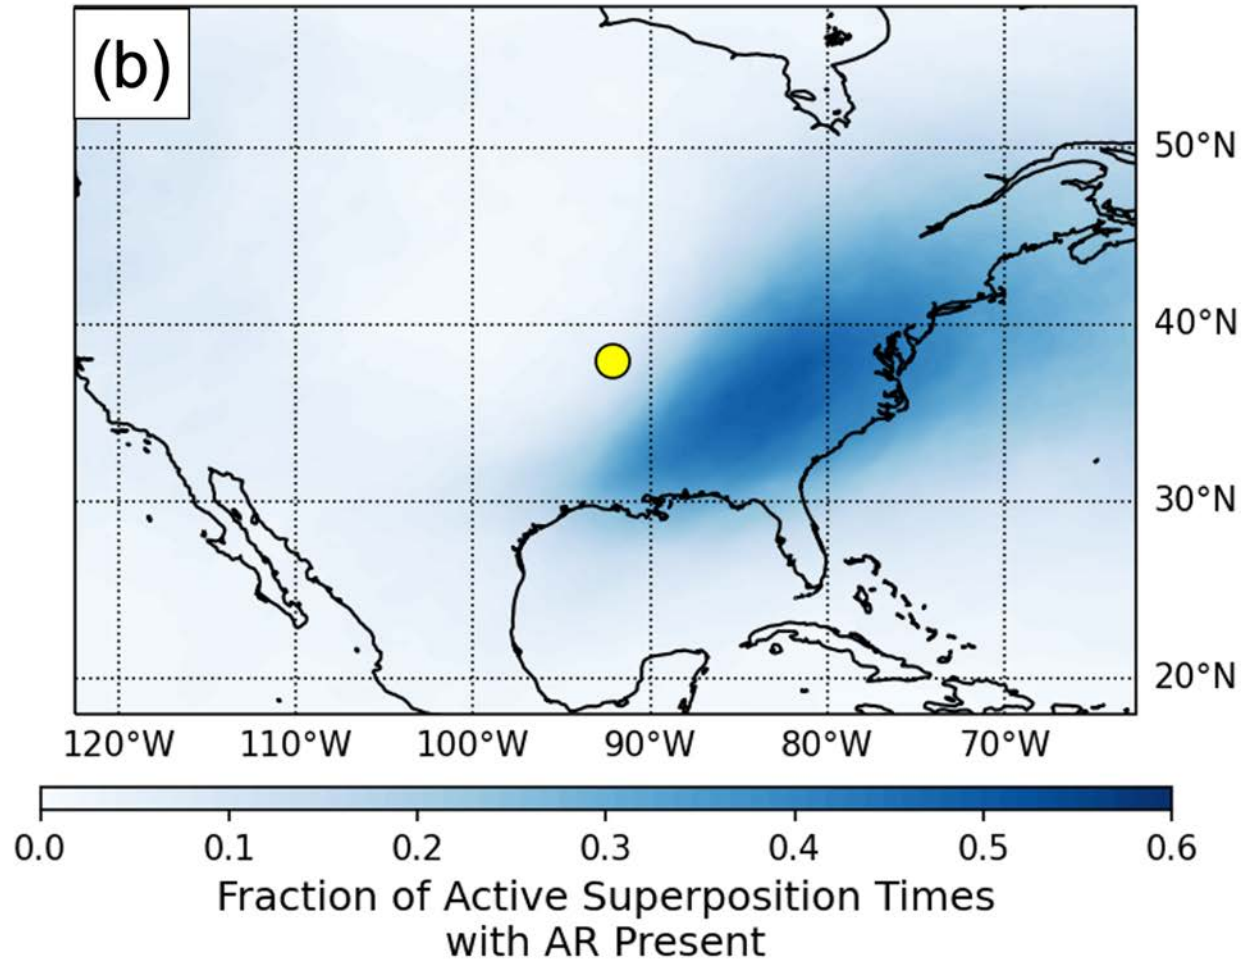 (b)
50°N
40°N
30°N
20°N
120°W 110°W 100°W 90°W 80°W 70°W
0.0 0.1 0.2 0.3 0.4 0.5 0.6
Fraction of Active Superposition Times
with AR Present